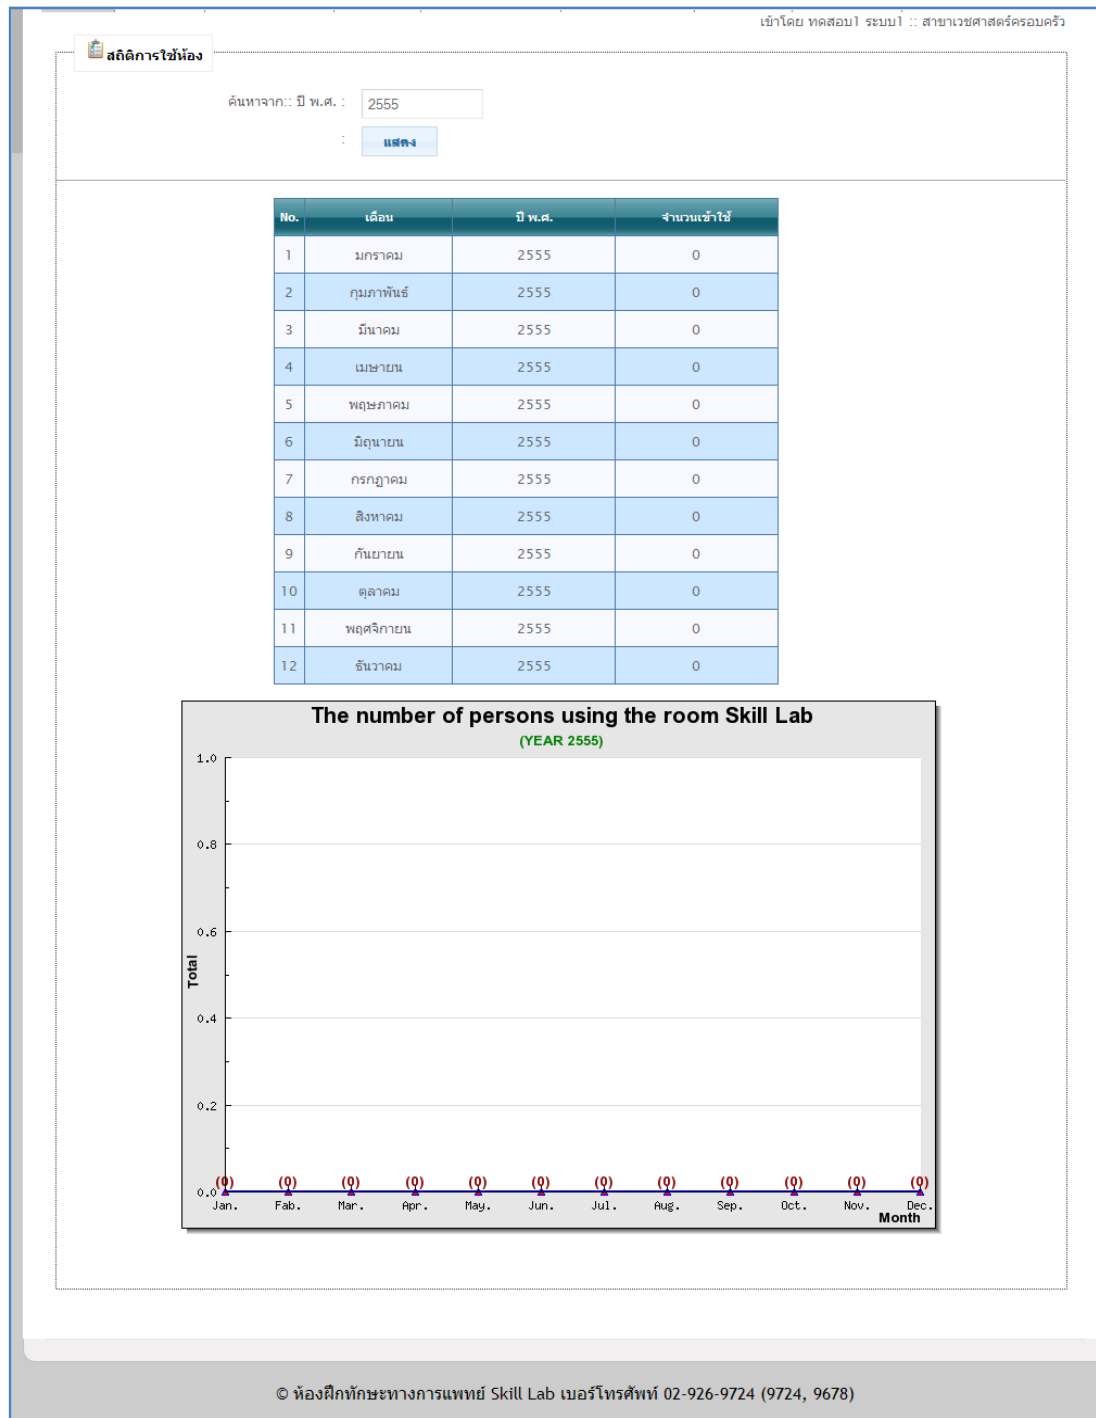 เข้าโดย ทดสอบ1 ระบบ1 :: สาขาเวชศาสตร์ครอบครัว
สถิติการใช้ห้อง
ค้นหาจาก:: ปี พ.ศ. : 2555
: แสดง
No. เดือน ปี พ.ศ. จำนวนเข้าใช้
1 มกราคม 2555 0
2 กุมภาพันธ์ 2555 0
3 มีนาคม 2555 0
4 เมษายน 2555 0
5 พฤษภาคม 2555 0
6 มิถุนายน 2555 0
7 กรกฎาคม 2555 0
8 สิงหาคม 2555 0
9 กันยายน 2555 0
10 ตุลาคม 2555 0
11 พฤศจิกายน 2555 0
12 ธันวาคม 2555 0
The number of persons using the room Skill Lab
(YEAR 2555)
1.0
0.8
0.6
Total
0.4
0.2
0.0
(0) (0) (0) (0) (0) (0) (0) (0) (0) (0) (0) (0)
Jan. Fab. Mar. Apr. May. Jun. Jul. Aug. Sep. Oct. Nov. Dec.
Month
© ห้องฝึกทักษะทางการแพทย์ Skill Lab เบอร์โทรศัพท์ 02-926-9724 (9724, 9678)